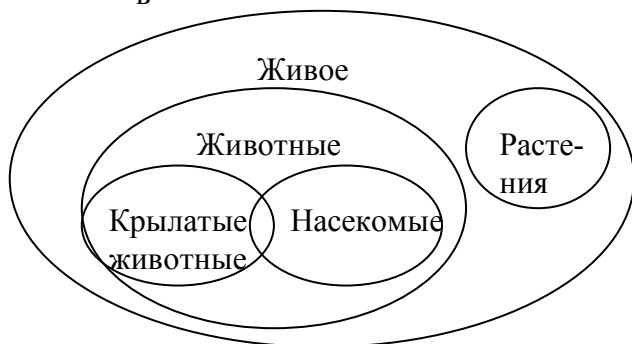 В
Живое
Животные
Расте-
ния
Крылатые
животные
Насекомые